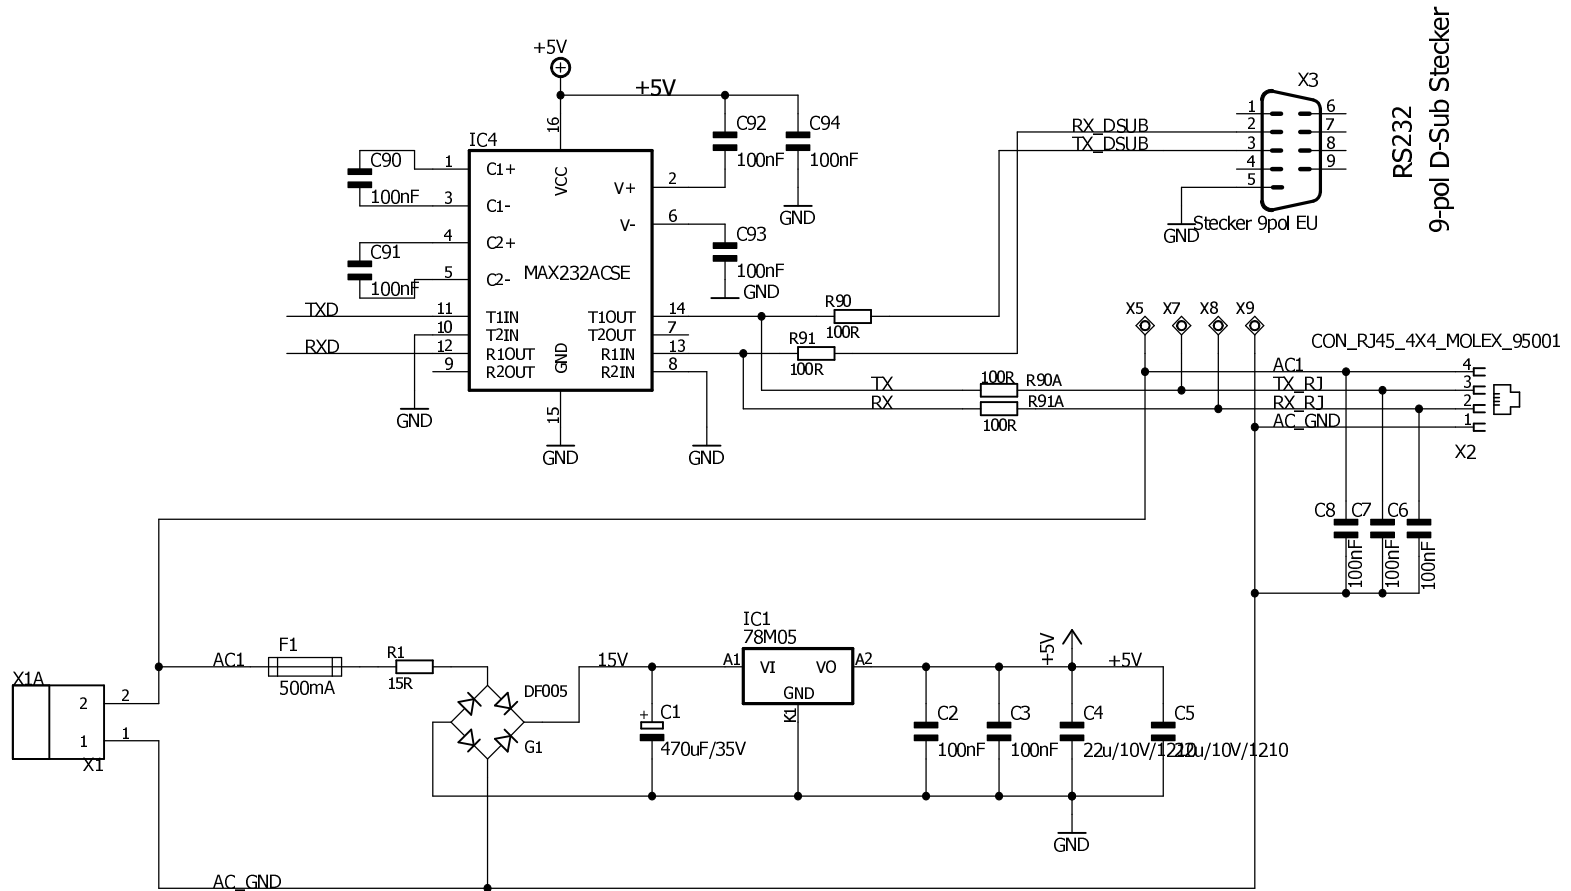 +5V
+5V
X3
RS232
9-pol D-Sub Stecker
IC4
16
VCC
C92
100nF
C94
100nF
GND
C90
100nF
1
C1+
3
C1-
V+
2
C91
100nF
4
C2+
5
C2-
V-
6
C93
100nF
GND
MAX232ACSE
TXD
11
T1IN
10
T2IN
RXD
12
R1OUT
9
R2OUT
GND
T1OUT
14
T2OUT
7
R1IN
13
R2IN
8
15
GND
GND
GND
R90
100R
R91
100R
RX_DSUB
TX_DSUB
1
2
3
4
5
6
7
8
9
GND
Stecker 9pol EU
X5
X7
X8
X9
CON_RJ45_4X4_MOLEX_95001
TX
RX
100R
R90A
R91A
100R
AC1
4
TX_RJ
3
RX_RJ
2
AC_GND
1
X2
C8
C7
C6
100nF
100nF
100nF
X1A
2
2
1
1
X1
AC1
F1
500mA
R1
15R
DF005
G1
15V
C1
+
470uF/35V
IC1
78M05
A1
VI
VO
A2
GND
K1
+5V
+5V
C2
100nF
C3
100nF
C4
22u/10V/1210
C5
22u/10V/1210
GND
AC_GND